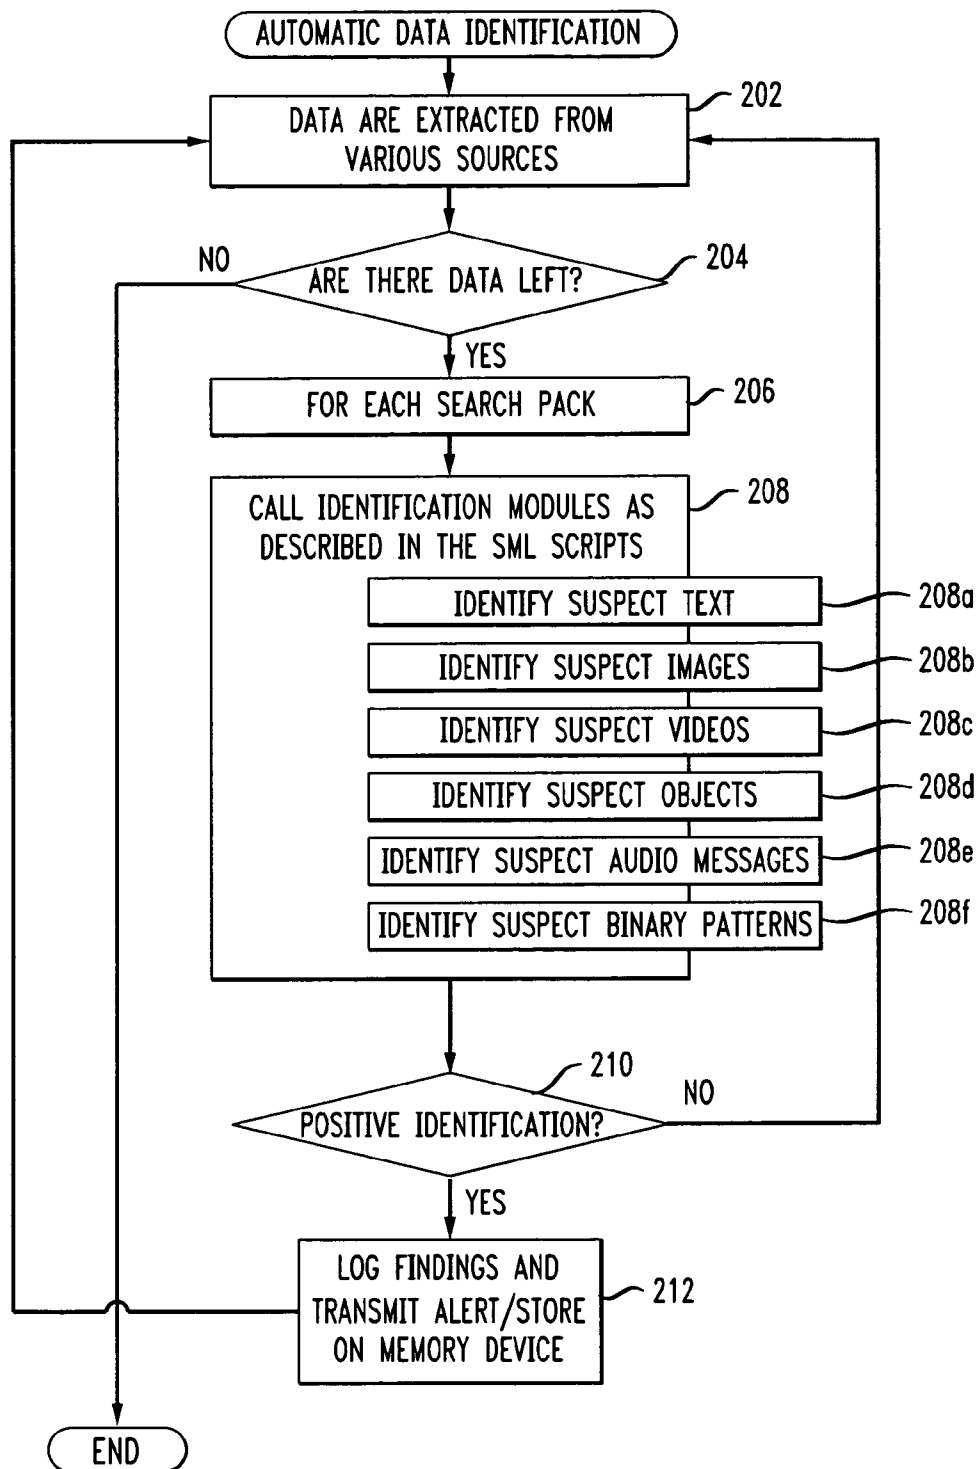 AUTOMATIC DATA IDENTIFICATION
202
DATA ARE EXTRACTED FROM
VARIOUS SOURCES
NO
204
ARE THERE DATA LEFT?
YES
FOR EACH SEARCH PACK
206
208
CALL IDENTIFICATION MODULES AS
DESCRIBED IN THE SML SCRIPTS
IDENTIFY SUSPECT TEXT
208a
IDENTIFY SUSPECT IMAGES
208b
IDENTIFY SUSPECT VIDEOS
208c
IDENTIFY SUSPECT OBJECTS
208d
IDENTIFY SUSPECT AUDIO MESSAGES
208e
IDENTIFY SUSPECT BINARY PATTERNS
208f
210
NO
POSITIVE IDENTIFICATION?
YES
LOG FINDINGS AND
TRANSMIT ALERT/STORE
ON MEMORY DEVICE
212
END